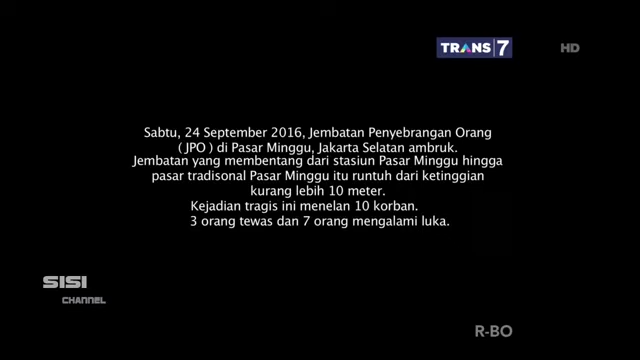 TRANS|7
HD
Sabtu, 24 September 2016, Jembatan Penyebrangan Orang
( JPO ) di Pasar Minggu, Jakarta Selatan ambruk.
Jembatan yang membentang dari stasiun Pasar Minggu hingga
pasar tradisonal Pasar Minggu itu runtuh dari ketinggian
kurang lebih 10 meter.
Kejadian tragis ini menelan 10 korban.
3 orang tewas dan 7 orang mengalami luka.
SISI
CHANNEL
R-BO